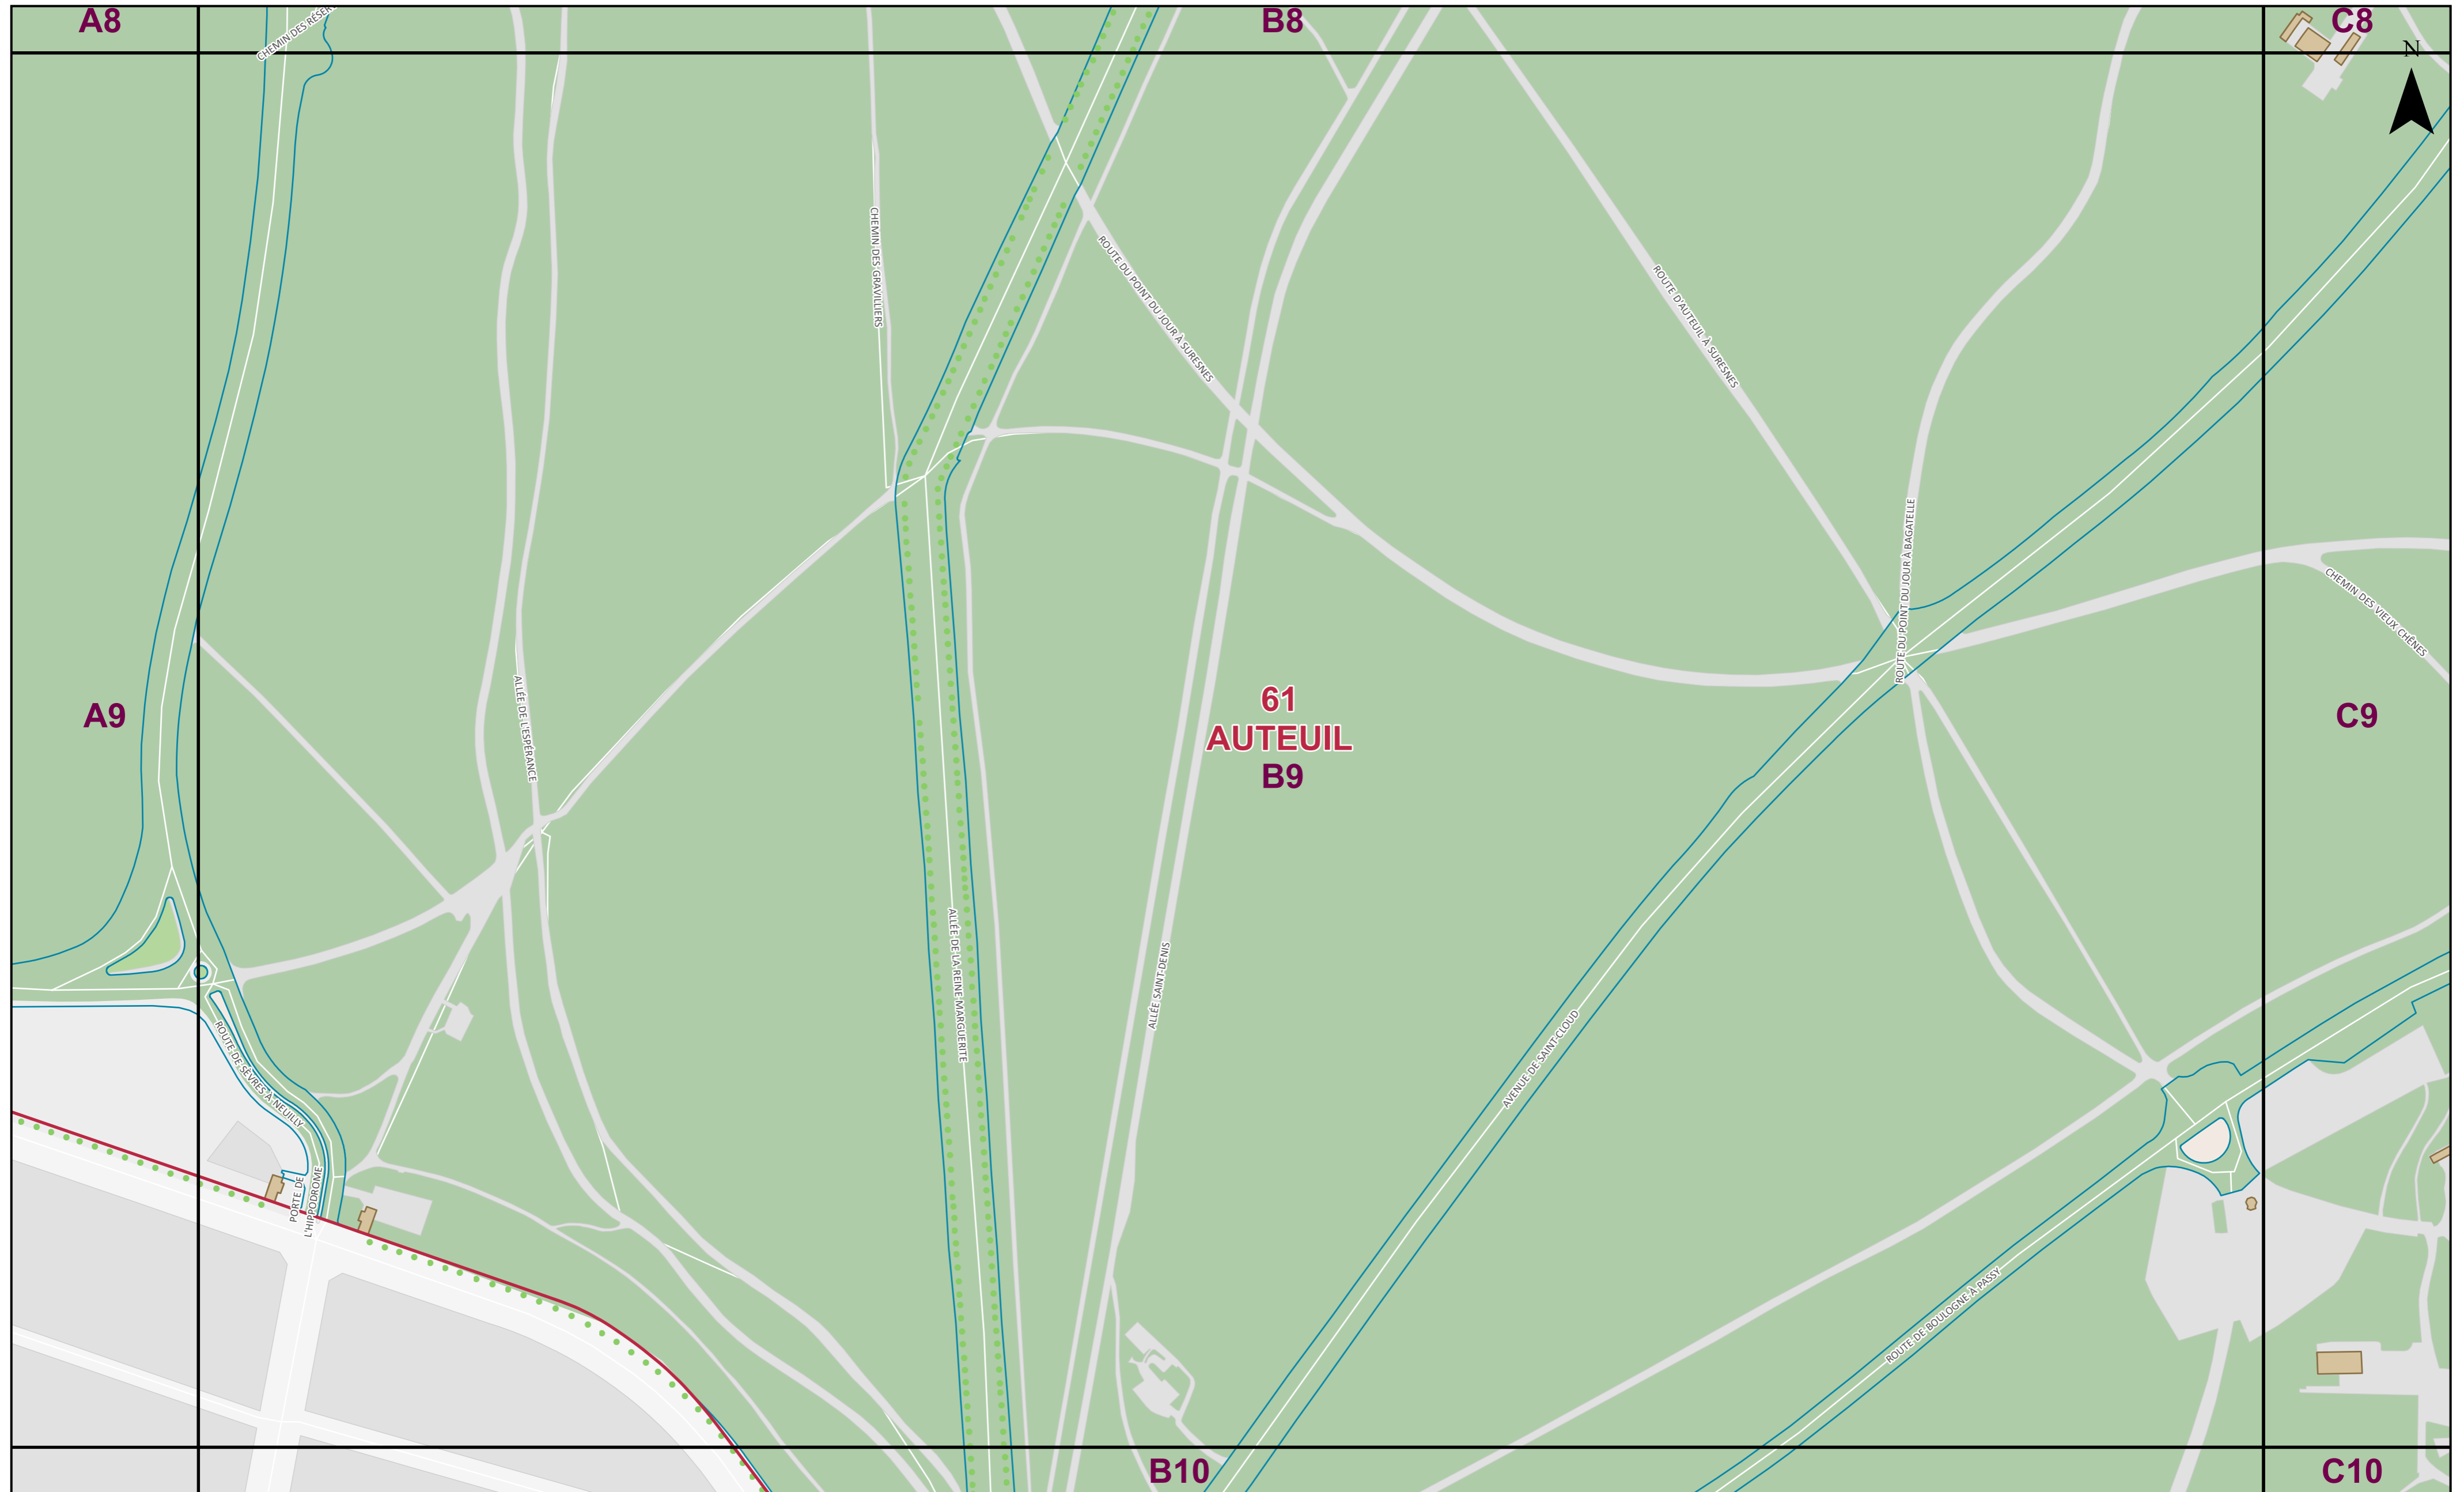 A8
B8
C8
CHEMIN DES RÉSER
N
CHEMIN DES GRAVILLIERS
ROUTE DU POINT DU JOUR À SURESNES
ROUTE D'AUTEUIL À SURESNES
ROUTE DU POINT DU JOUR À BAGATELLE
CHEMIN DES VIEUX CHÊNES
ALLÉE DE L'ESPÉRANCE
A9
61
AUTEUIL
B9
C9
ALLÉE DE LA REINE MARGUERITE
ALLÉE SAINT-DENIS
AVENUE DE SAINT-CLOUD
ROUTE DE SÈVRES À NEUILLY
PORTE DE
L'HIPPODROME
ROUTE DE BOULOGNE À PASSY
B10
C10